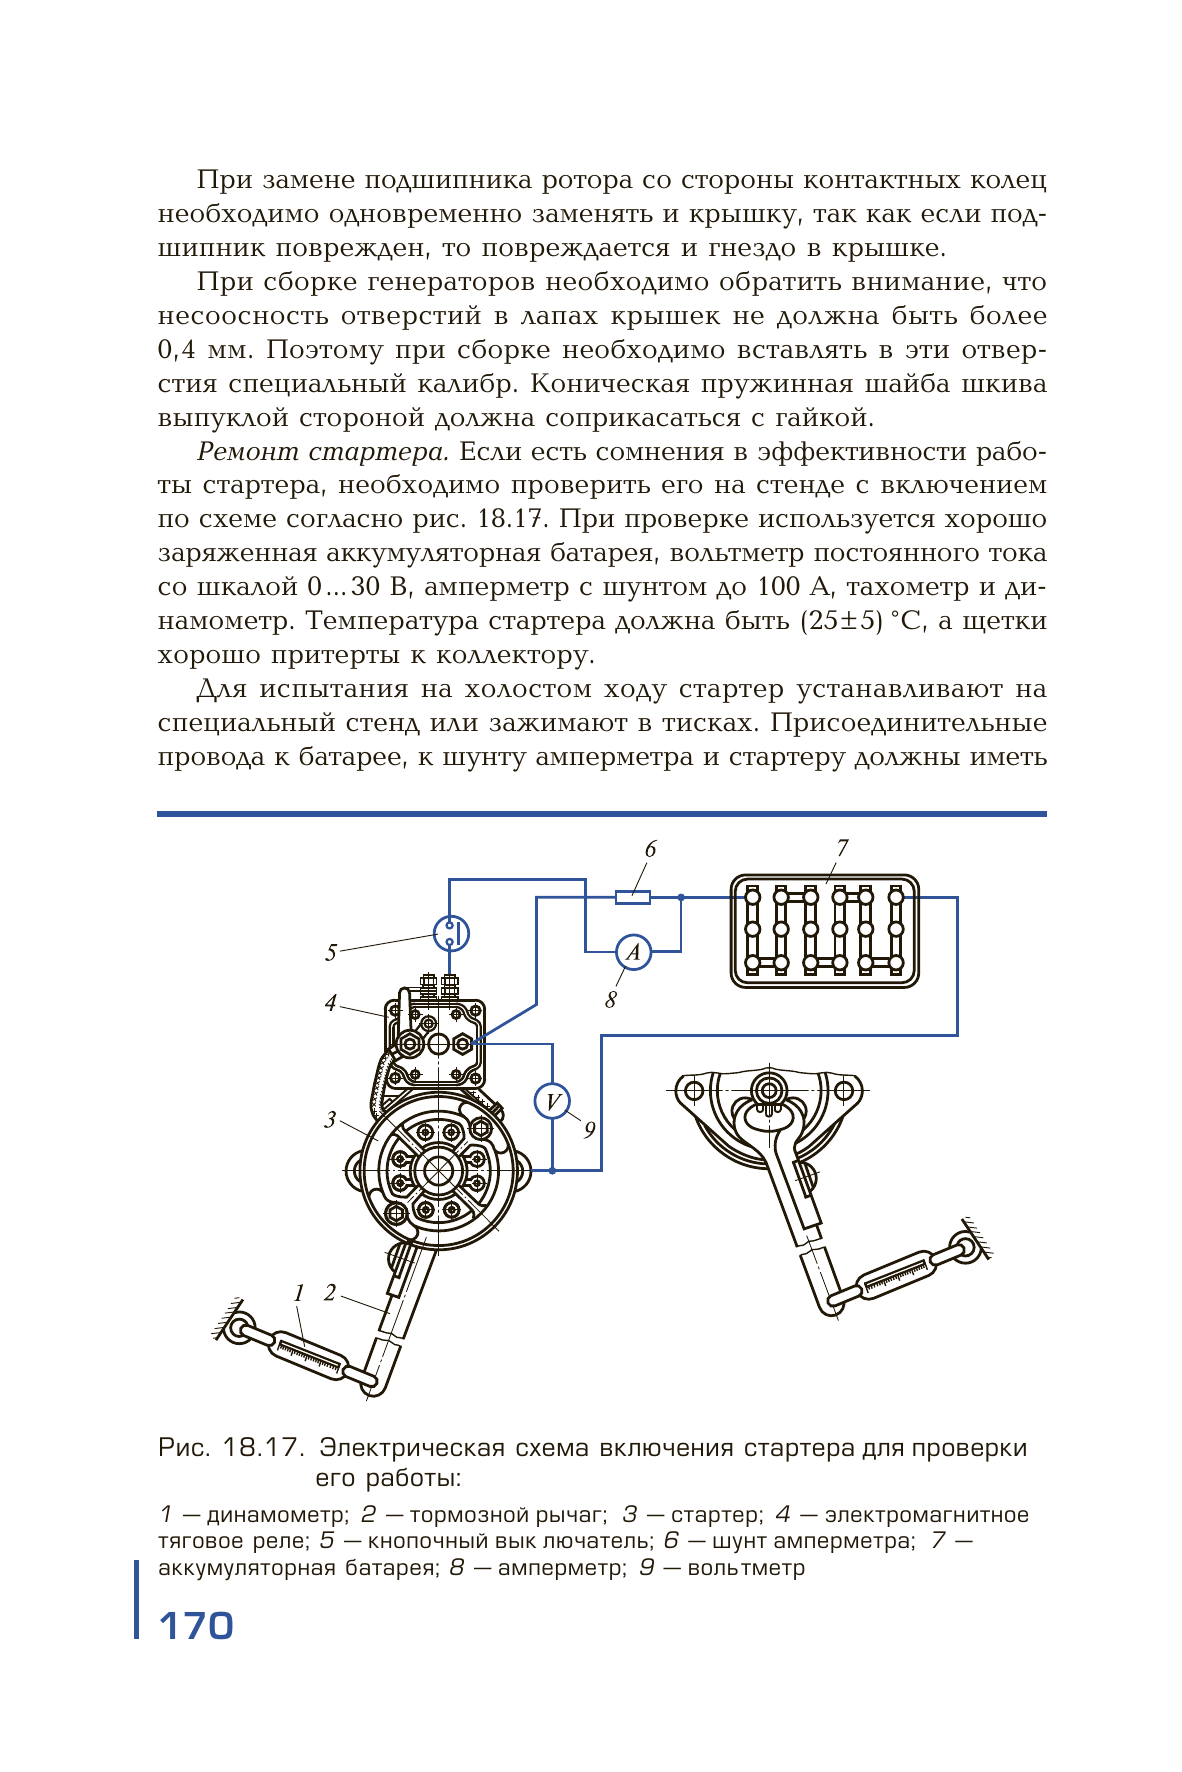 При замене подшипника ротора со стороны контактных колец
необходимо одновременно заменять и крышку, так как если под-
шипник поврежден, то повреждается и гнездо в крышке.
При сборке генераторов необходимо обратить внимание, что
несоосность отверстий в лапах крышек не должна быть более
0,4 мм. Поэтому при сборке необходимо вставлять в эти отвер-
стия специальный калибр. Коническая пружинная шайба шкива
выпуклой стороной должна соприкасаться с гайкой.
Ремонт стартера. Если есть сомнения в эффективности рабо-
ты стартера, необходимо проверить его на стенде с включением
по схеме согласно рис. 18.17. При проверке используется хорошо
заряженная аккумуляторная батарея, вольтметр постоянного тока
со шкалой 0...30 В, амперметр с шунтом до 100 А, тахометр и ди-
намометр. Температура стартера должна быть (25±5) °С, а щетки
хорошо притерты к коллектору.
Для испытания на холостом ходу стартер устанавливают на
специальный стенд или зажимают в тисках. Присоединительные
провода к батарее, к шунту амперметра и стартеру должны иметь
6
7
5
A
4
8
V
3
9
1
2
Рис. 18.17. Электрическая схема включения стартера для проверки
его работы:
1 — динамометр; 2 — тормозной рычаг; 3 — стартер; 4 — электромагнитное
тяговое реле; 5 — кнопочный вык лючатель; 6 — шунт амперметра; 7 —
аккумуляторная батарея; 8 — амперметр; 9 — вольтметр
170